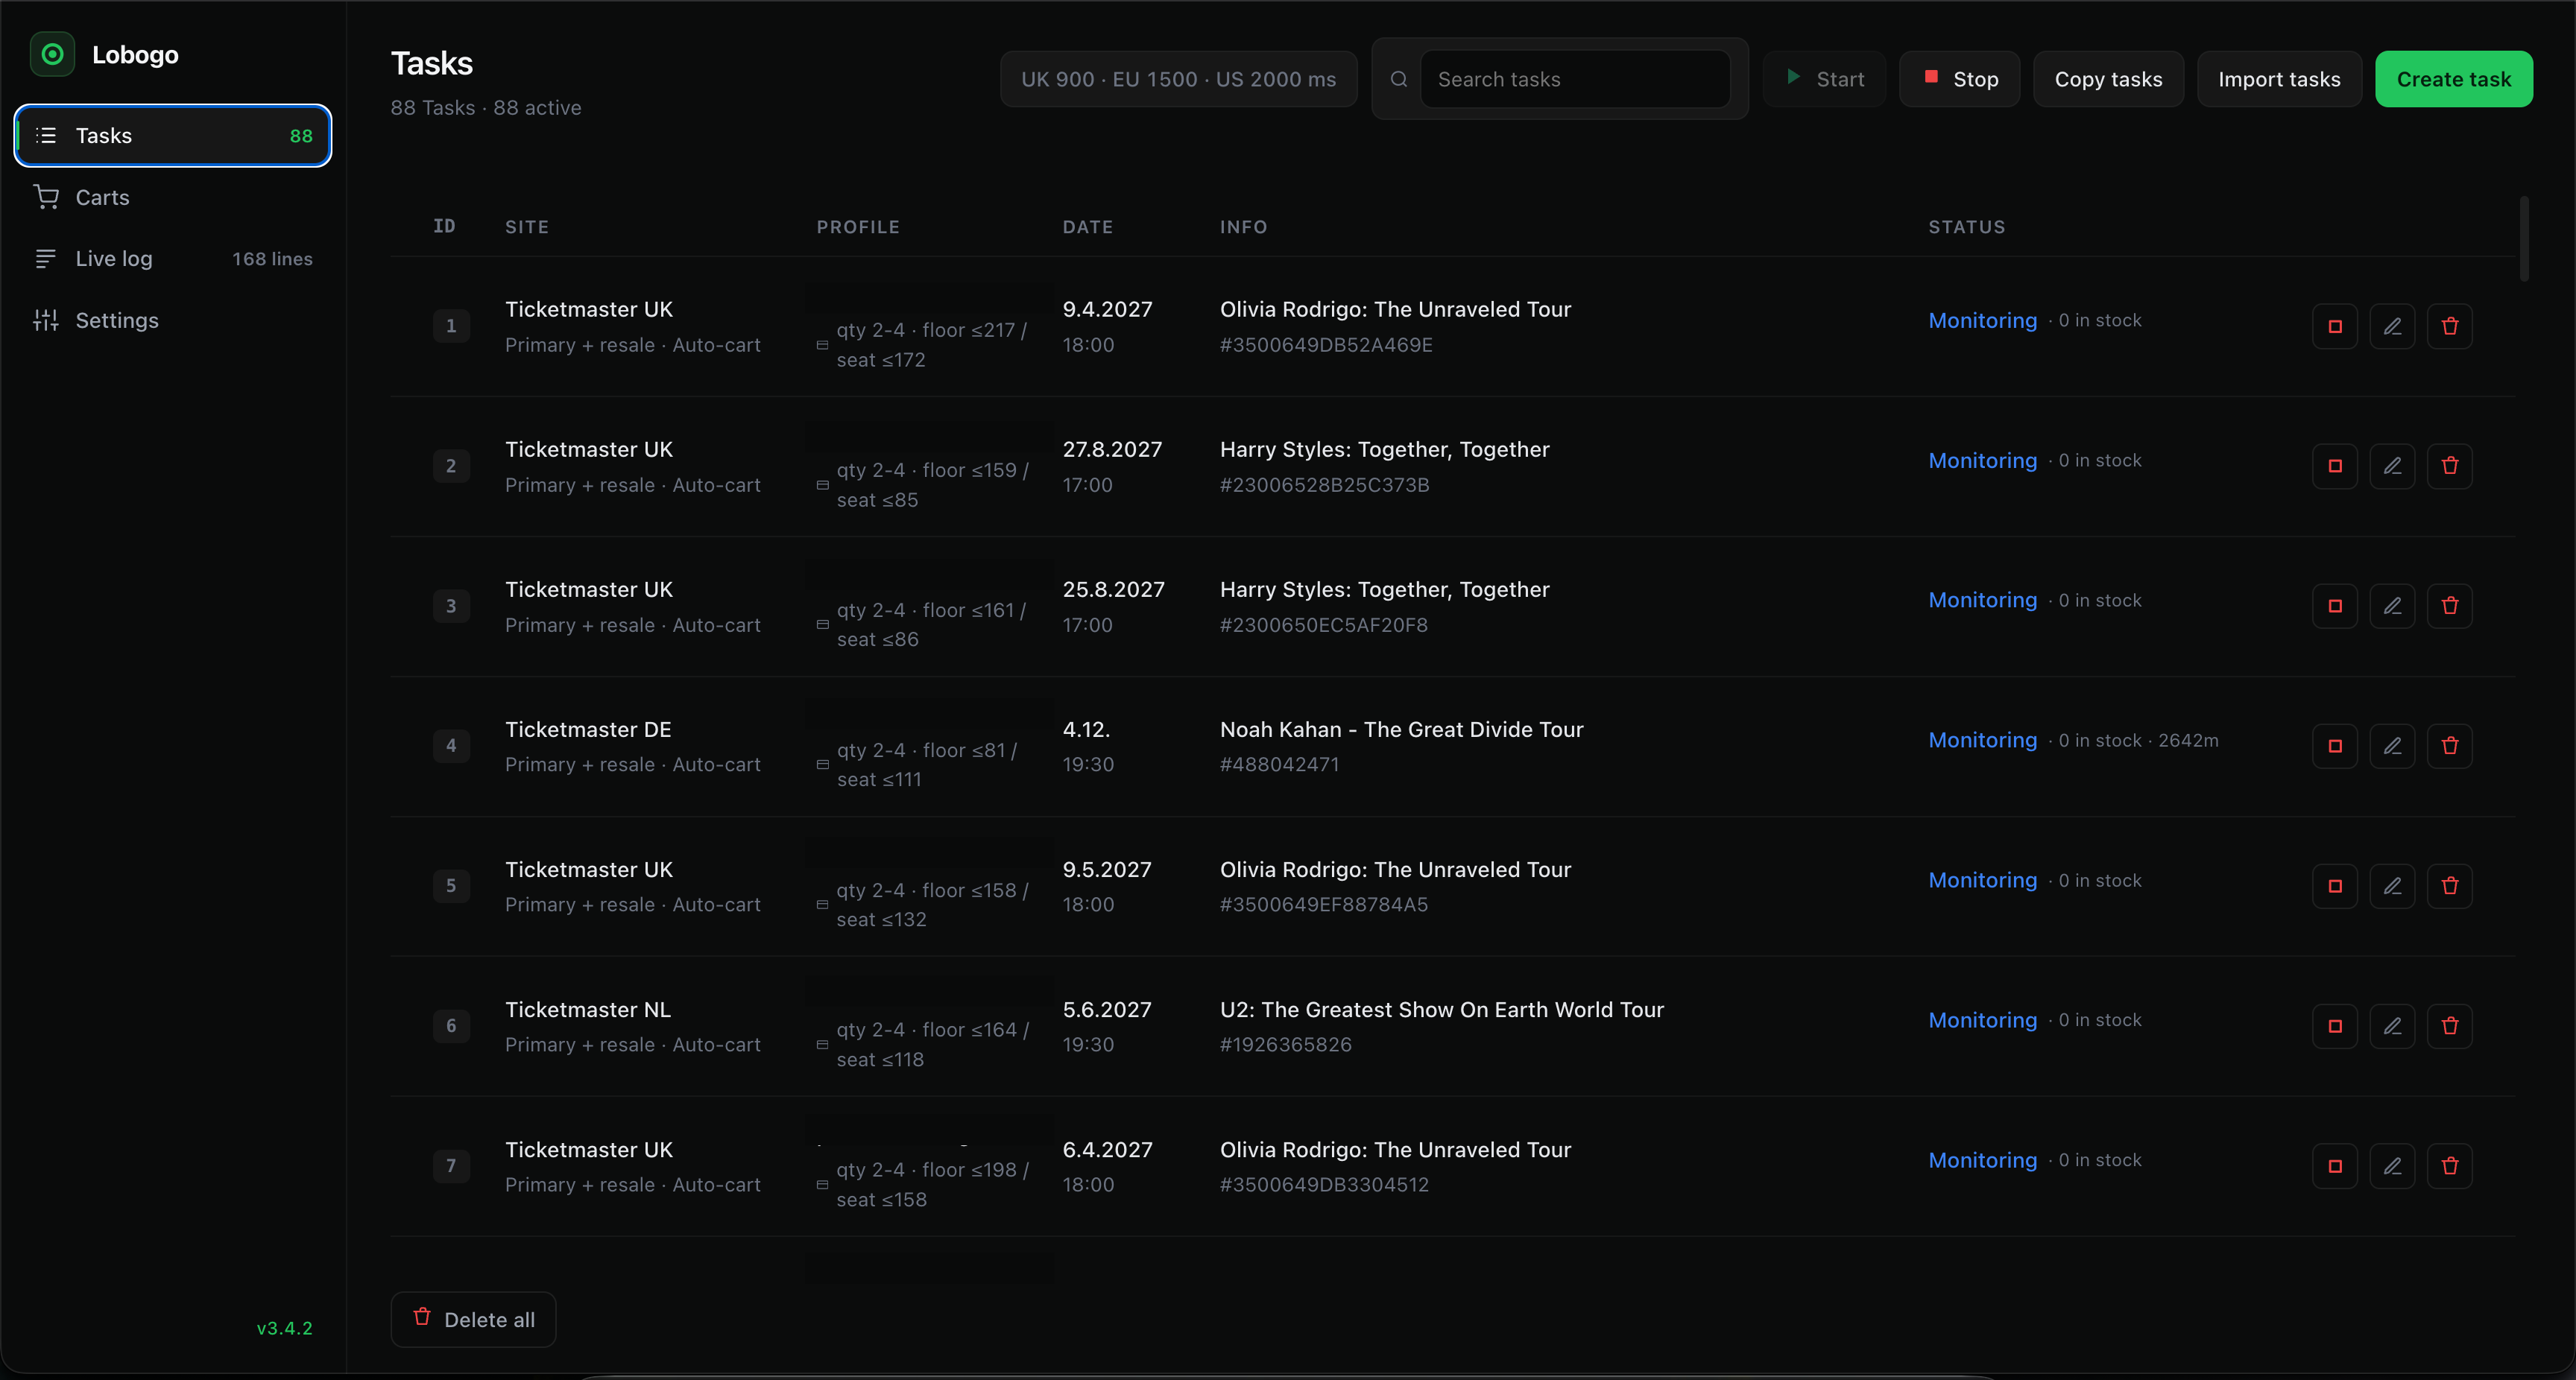 Lobogo
Tasks 88
Carts
Live log 168 lines
Settings
v3.4.2
Tasks
88 Tasks · 88 active
UK 900 · EU 1500 · US 2000 ms
Search tasks
Start
Stop
Copy tasks
Import tasks
Create task
ID SITE PROFILE DATE INFO STATUS
1
Ticketmaster UK
Primary + resale · Auto-cart
qty 2-4 · floor ≤217 /
seat ≤172
9.4.2027
18:00
Olivia Rodrigo: The Unraveled Tour
#3500649DB52A469E
Monitoring · 0 in stock
2
Ticketmaster UK
Primary + resale · Auto-cart
qty 2-4 · floor ≤159 /
seat ≤85
27.8.2027
17:00
Harry Styles: Together, Together
#23006528B25C373B
Monitoring · 0 in stock
3
Ticketmaster UK
Primary + resale · Auto-cart
qty 2-4 · floor ≤161 /
seat ≤86
25.8.2027
17:00
Harry Styles: Together, Together
#2300650EC5AF20F8
Monitoring · 0 in stock
4
Ticketmaster DE
Primary + resale · Auto-cart
qty 2-4 · floor ≤81 /
seat ≤111
4.12.
19:30
Noah Kahan - The Great Divide Tour
#488042471
Monitoring · 0 in stock · 2642m
5
Ticketmaster UK
Primary + resale · Auto-cart
qty 2-4 · floor ≤158 /
seat ≤132
9.5.2027
18:00
Olivia Rodrigo: The Unraveled Tour
#3500649EF88784A5
Monitoring · 0 in stock
6
Ticketmaster NL
Primary + resale · Auto-cart
qty 2-4 · floor ≤164 /
seat ≤118
5.6.2027
19:30
U2: The Greatest Show On Earth World Tour
#1926365826
Monitoring · 0 in stock
7
Ticketmaster UK
Primary + resale · Auto-cart
qty 2-4 · floor ≤198 /
seat ≤158
6.4.2027
18:00
Olivia Rodrigo: The Unraveled Tour
#3500649DB3304512
Monitoring · 0 in stock
Delete all